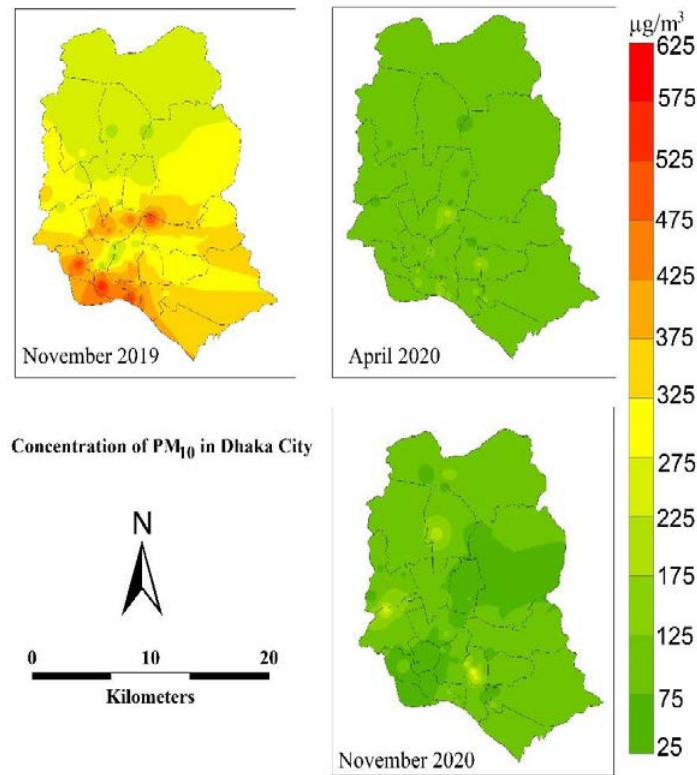 November 2019
April 2020
µg/m³
625
575
525
475
425
375
325
275
225
175
125
75
25
Concentration of PM₁₀ in Dhaka City
N
0 10 20
Kilometers
November 2020